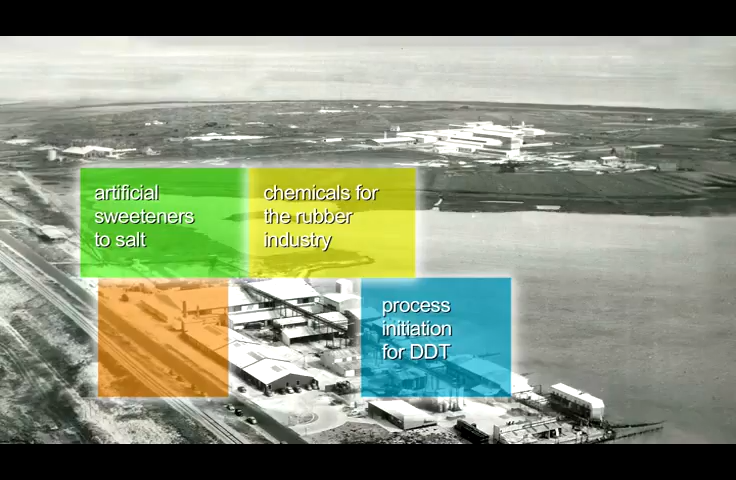 artificial
sweeteners
to salt
chemicals for
the rubber
industry
process
initiation
for DDT